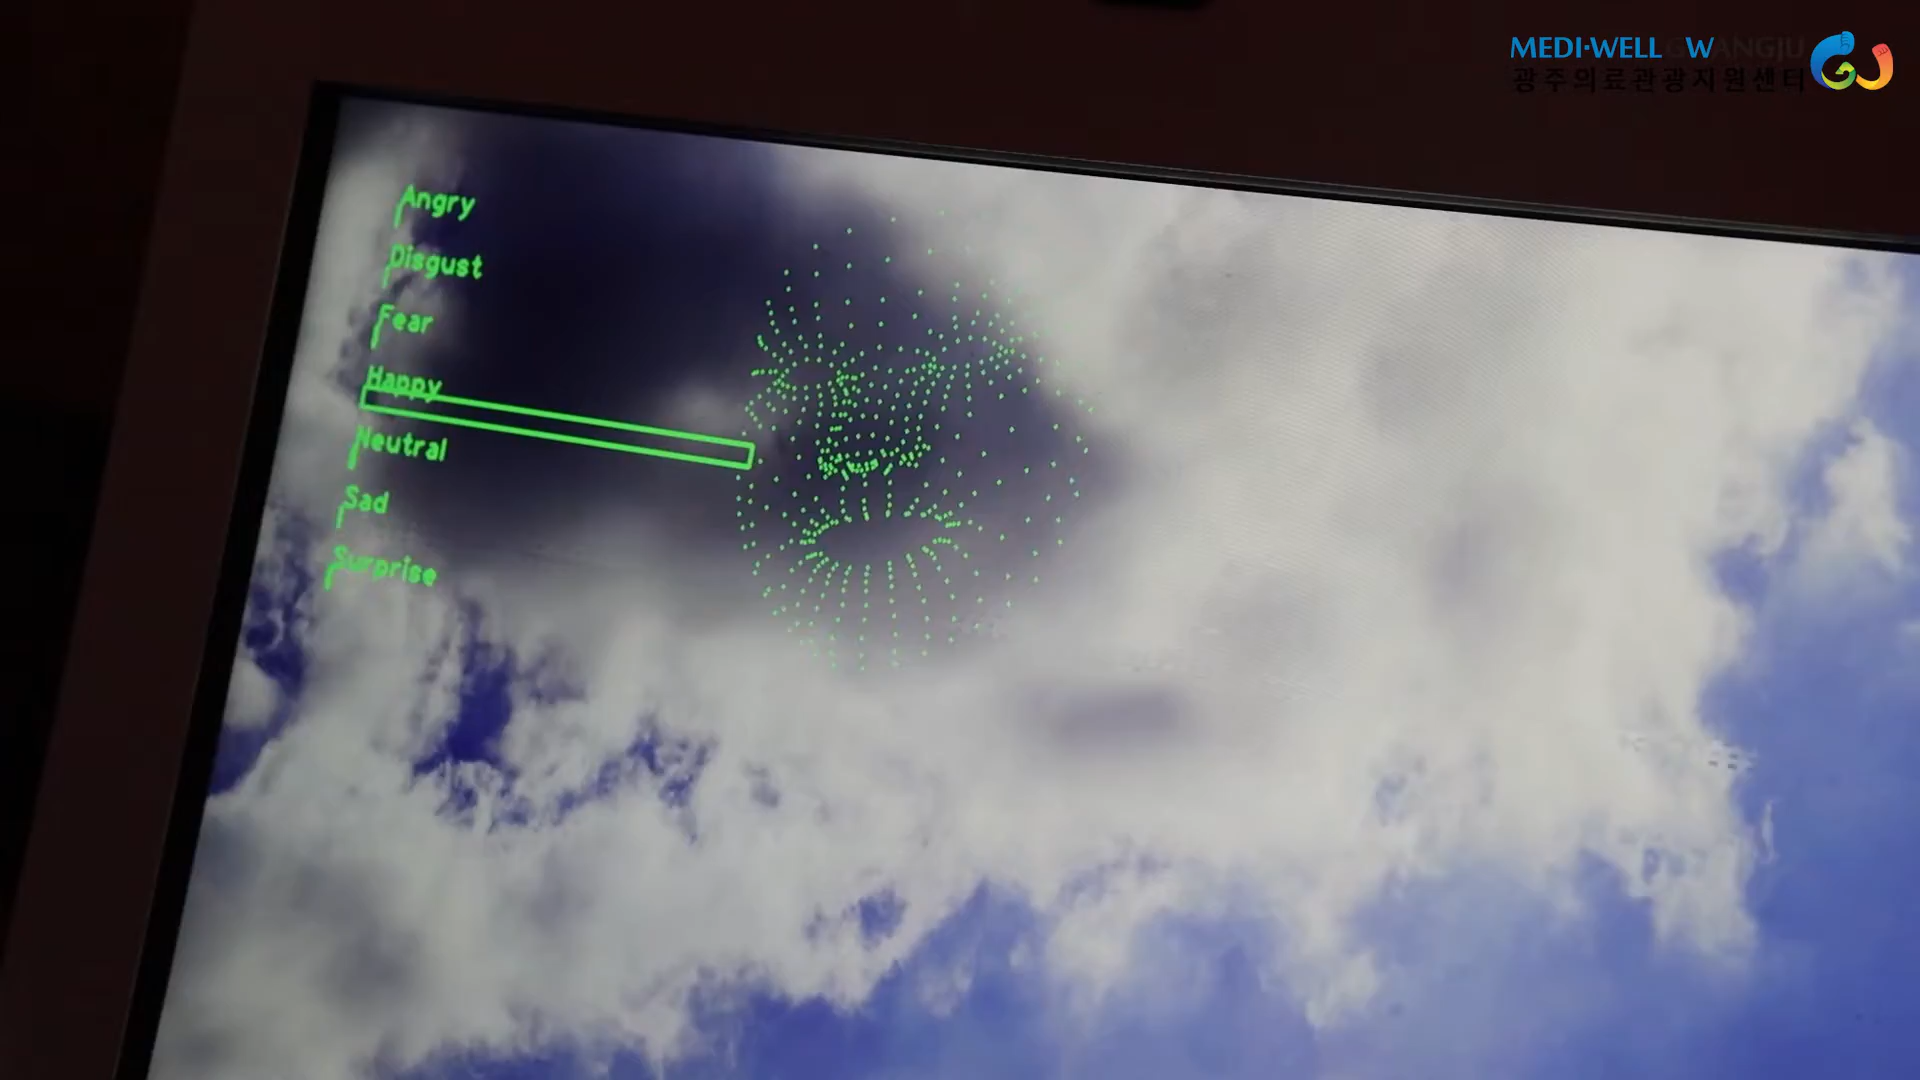 MEDI·WELL GWANGJU
광주의료관광지원센터
Angry
Disgust
Fear
Happy
Neutral
Sad
Surprise